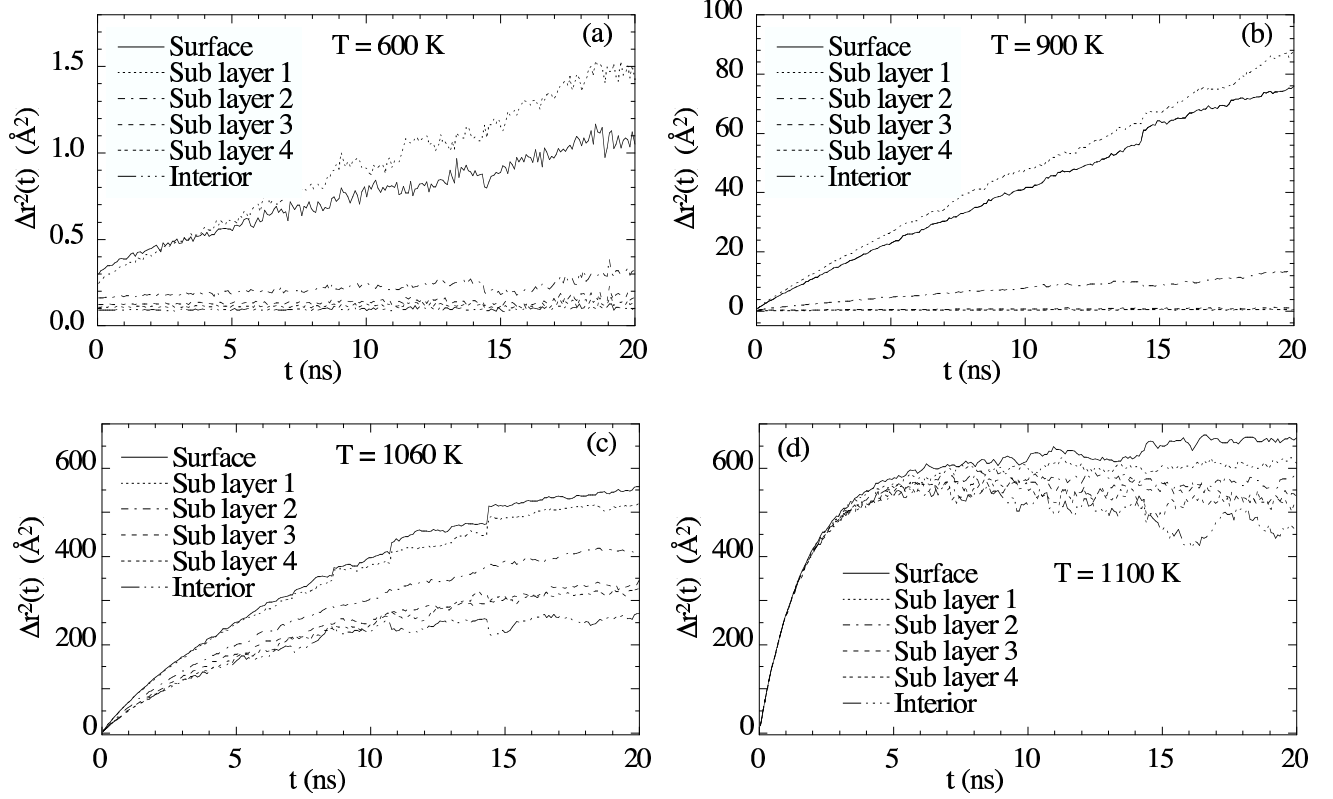 (a)
T = 600 K
Surface
Sub layer 1
Sub layer 2
Sub layer 3
Sub layer 4
Interior
Δr²(t) (Å²)
1.5
1.0
0.5
0.0
0 5 10 15 20
t (ns)
(b)
T = 900 K
Surface
Sub layer 1
Sub layer 2
Sub layer 3
Sub layer 4
Interior
Δr²(t) (Å²)
100
80
60
40
20
0
0 5 10 15 20
t (ns)
(c)
T = 1060 K
Surface
Sub layer 1
Sub layer 2
Sub layer 3
Sub layer 4
Interior
Δr²(t) (Å²)
600
400
200
0
0 5 10 15 20
t (ns)
(d)
T = 1100 K
Surface
Sub layer 1
Sub layer 2
Sub layer 3
Sub layer 4
Interior
Δr²(t) (Å²)
600
400
200
0
0 5 10 15 20
t (ns)